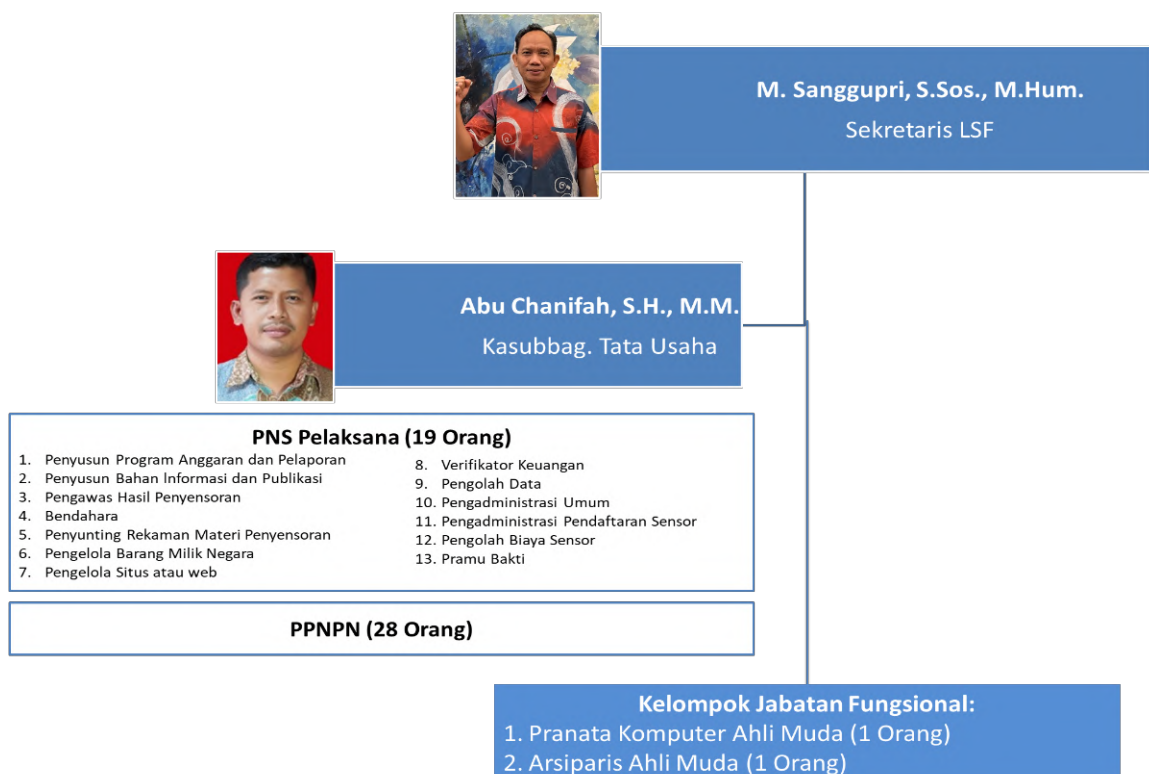 M. Sanggupri, S.Sos., M.Hum.
Sekretaris LSF
Abu Chanifah, S.H., M.M.
Kasubbag. Tata Usaha
PNS Pelaksana (19 Orang)
1. Penyusun Program Anggaran dan Pelaporan
2. Penyusun Bahan Informasi dan Publikasi
3. Pengawas Hasil Penyensoran
4. Bendahara
5. Penyunting Rekaman Materi Penyensoran
6. Pengelola Barang Milik Negara
7. Pengelola Situs atau web
8. Verifikator Keuangan
9. Pengolah Data
10. Pengadministrasi Umum
11. Pengadministrasi Pendaftaran Sensor
12. Pengolah Biaya Sensor
13. Pramu Bakti
PPNPN (28 Orang)
Kelompok Jabatan Fungsional:
1. Pranata Komputer Ahli Muda (1 Orang)
2. Arsiparis Ahli Muda (1 Orang)